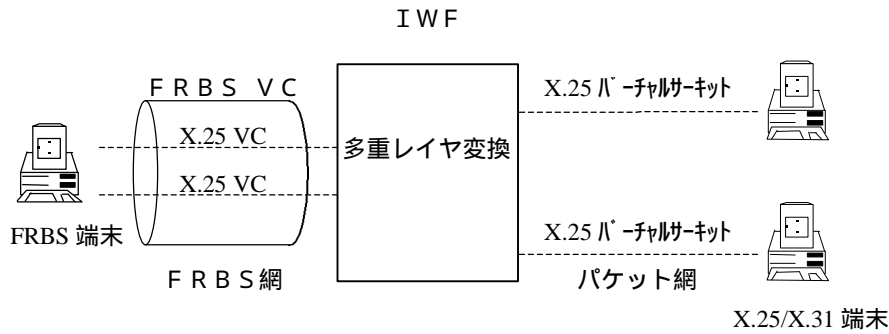 ＩＷＦ
ＦＲＢＳ ＶＣ
X.25 ﾊﾞｰﾁｬﾙｻｰｷｯﾄ
X.25 VC
多重レイヤ変換
X.25 VC
FRBS 端末
X.25 ﾊﾞｰﾁｬﾙｻｰｷｯﾄ
ＦＲＢＳ網
パケット網
X.25/X.31 端末